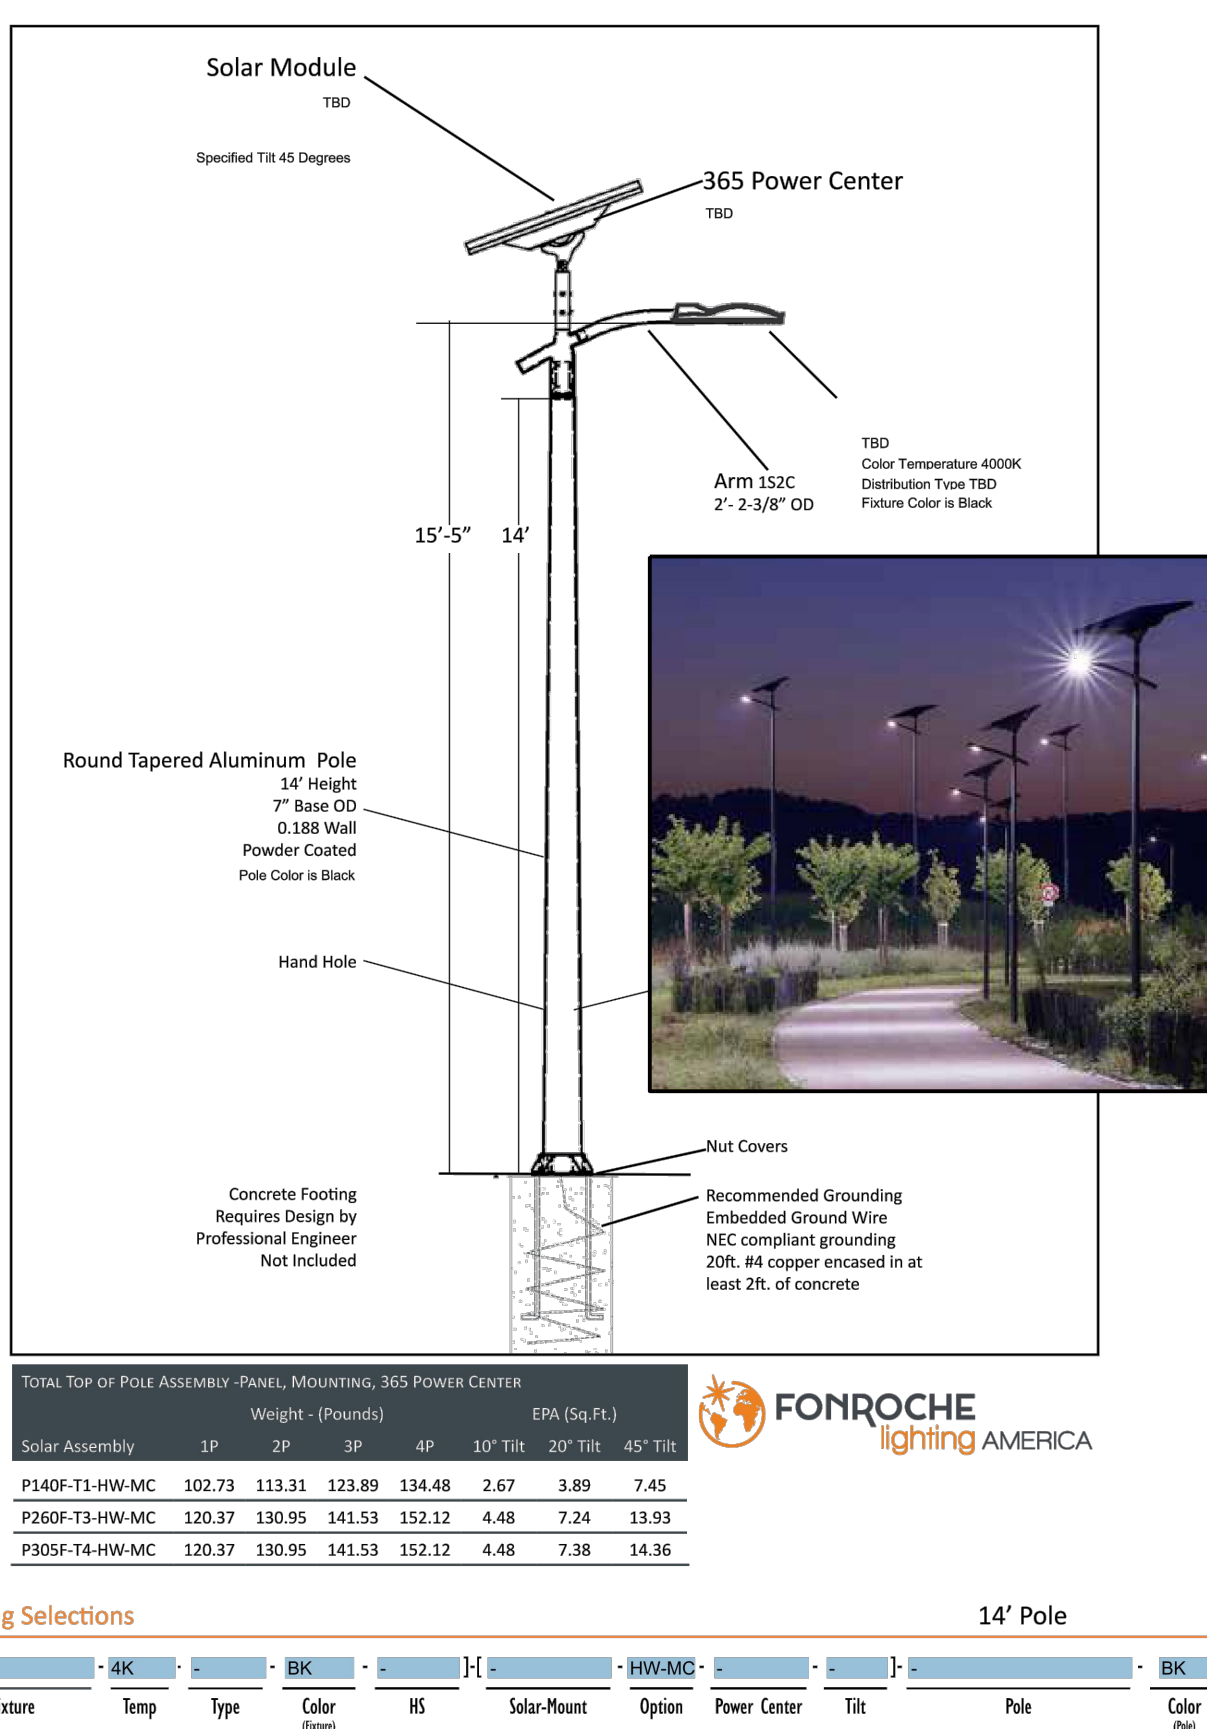 Solar Module
TBD
Specified Tilt 45 Degrees
365 Power Center
TBD
TBD
Color Temperature 4000K
Distribution Type TBD
Fixture Color is Black
Arm 1S2C
2'- 2-3/8" OD
15'-5"
14'
Round Tapered Aluminum Pole
14' Height
7" Base OD
0.188 Wall
Powder Coated
Pole Color is Black
Hand Hole
Nut Covers
Concrete Footing
Requires Design by
Professional Engineer
Not Included
Recommended Grounding
Embedded Ground Wire
NEC compliant grounding
20ft. #4 copper encased in at
least 2ft. of concrete
TOTAL TOP OF POLE ASSEMBLY -PANEL, MOUNTING, 365 POWER CENTER
Weight - (Pounds) EPA (Sq.Ft.)
Solar Assembly 1P 2P 3P 4P 10° Tilt 20° Tilt 45° Tilt
P140F-T1-HW-MC 102.73 113.31 123.89 134.48 2.67 3.89 7.45
P260F-T3-HW-MC 120.37 130.95 141.53 152.12 4.48 7.24 13.93
P305F-T4-HW-MC 120.37 130.95 141.53 152.12 4.48 7.38 14.36
FONROCHE
lighting AMERICA
g Selections
14' Pole
- 4K - - - BK - - ]-[ - - HW-MC - - - - ]- - - BK
ixture Temp Type Color HS Solar-Mount Option Power Center Tilt Pole Color
(Fixture) (Pole)